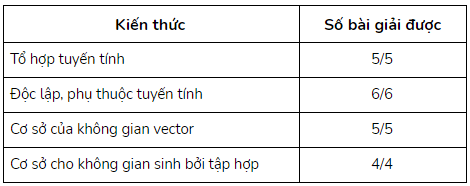 Kiến thức Số bài giải được
Tổ hợp tuyến tính 5/5
Độc lập, phụ thuộc tuyến tính 6/6
Cơ sở của không gian vector 5/5
Cơ sở cho không gian sinh bởi tập hợp 4/4